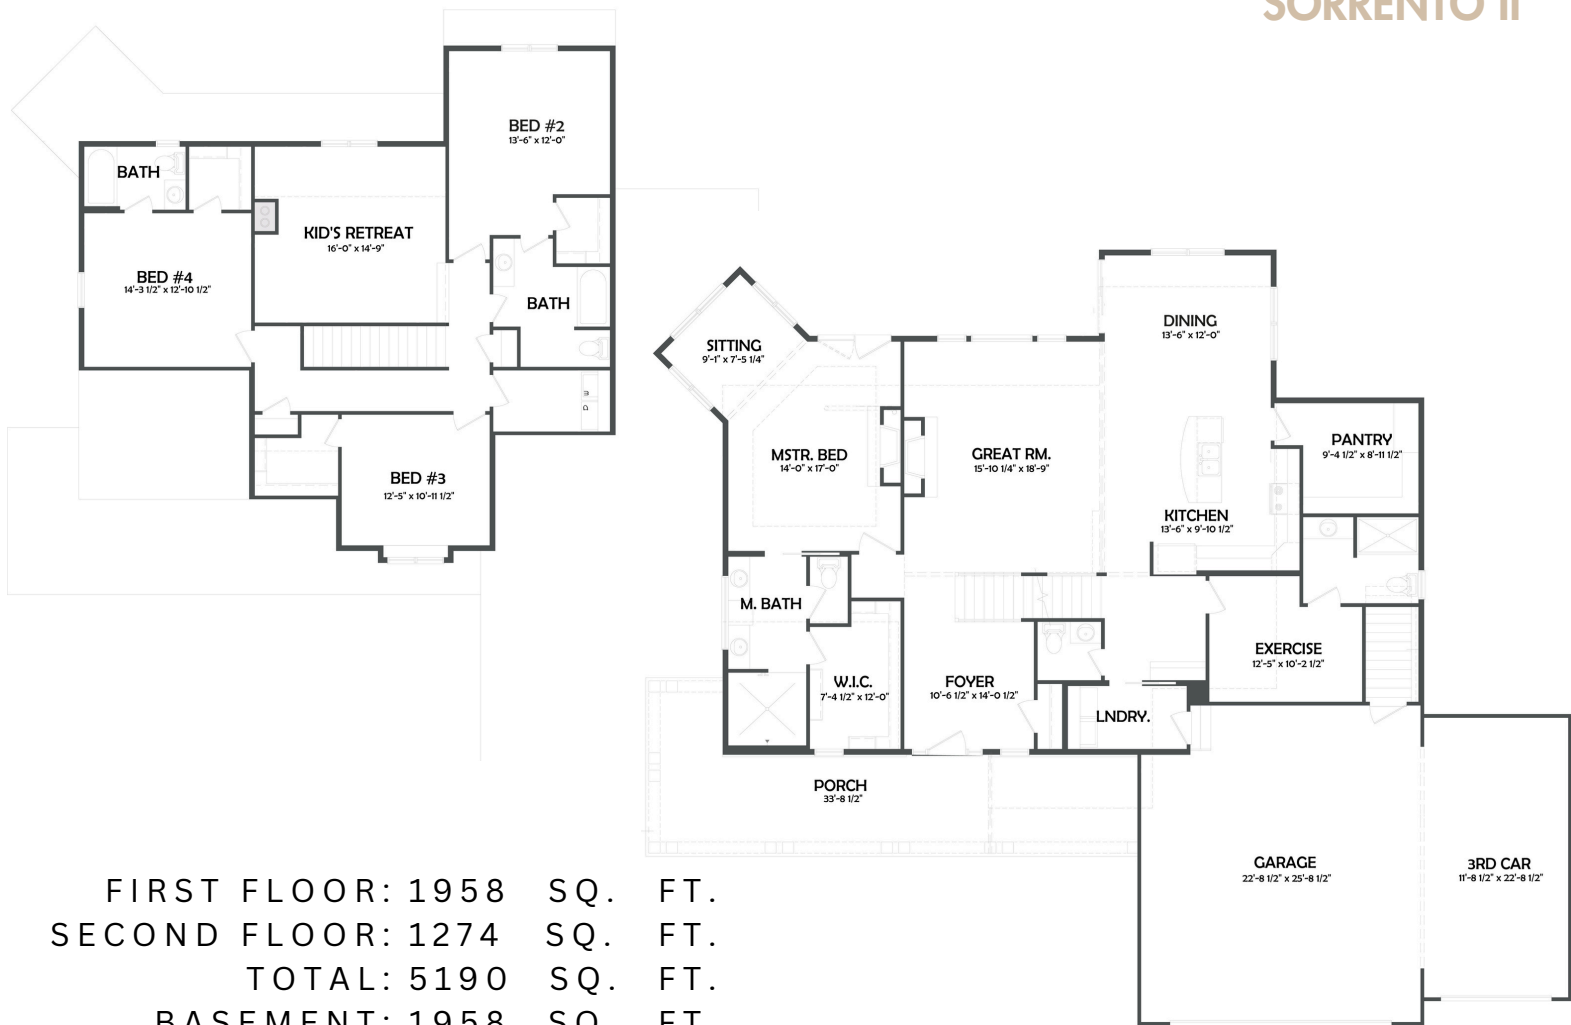 SORRENTO II
BED #2
13'-6" x 12'-0"
BATH
KID'S RETREAT
16'-0" x 14'-9"
BED #4
14'-3 1/2" x 12'-10 1/2"
BATH
D W
BED #3
12'-5" x 10'-11 1/2"
DINING
13'-6" x 12'-0"
SITTING
9'-1" x 7'-5 1/4"
MSTR. BED
14'-0" x 17'-0"
GREAT RM.
15'-10 1/4" x 18'-9"
PANTRY
9'-4 1/2" x 8'-11 1/2"
KITCHEN
13'-6" x 9'-10 1/2"
M. BATH
EXERCISE
12'-5" x 10'-2 1/2"
W.I.C.
7'-4 1/2" x 12'-0"
FOYER
10'-6 1/2" x 14'-0 1/2"
LNDRY.
PORCH
33'-8 1/2"
GARAGE
22'-8 1/2" x 25'-8 1/2"
3RD CAR
11'-8 1/2" x 22'-8 1/2"
FIRST FLOOR: 1958 SQ. FT.
SECOND FLOOR: 1274 SQ. FT.
TOTAL: 5190 SQ. FT.
BASEMENT: 1958 SQ. FT.